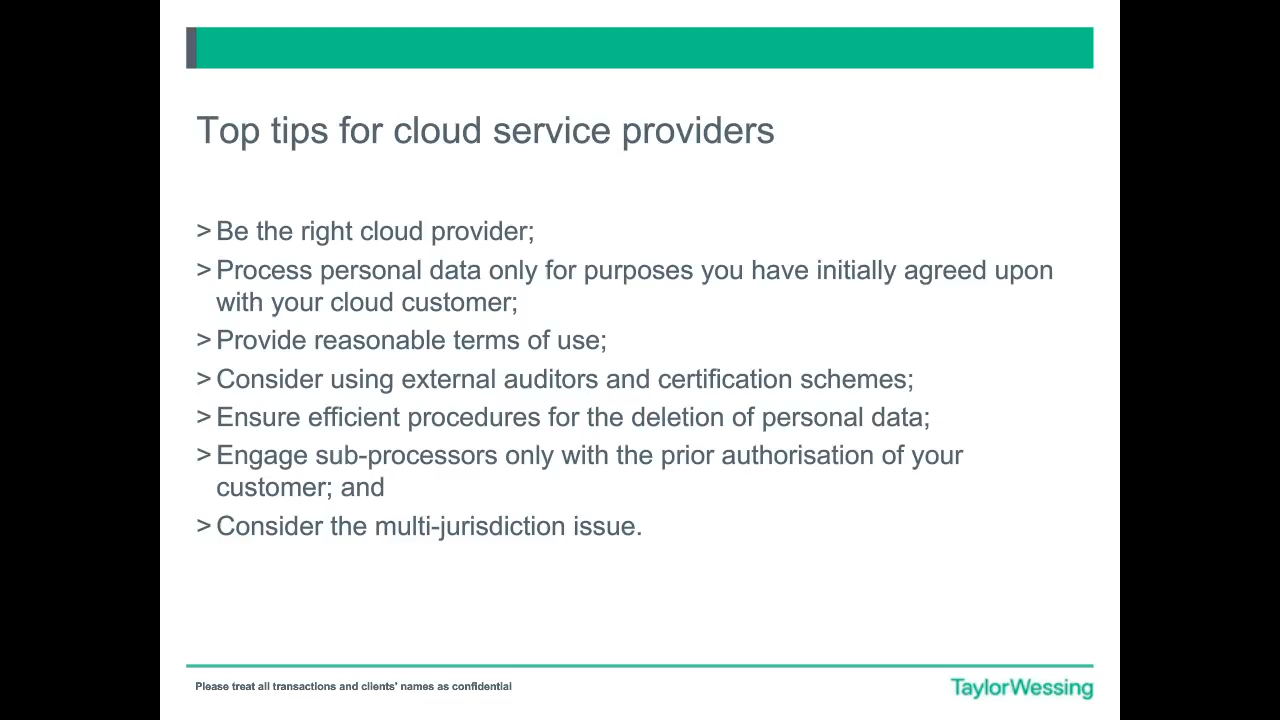 Top tips for cloud service providers
> Be the right cloud provider;
> Process personal data only for purposes you have initially agreed upon
with your cloud customer;
> Provide reasonable terms of use;
> Consider using external auditors and certification schemes;
> Ensure efficient procedures for the deletion of personal data;
> Engage sub-processors only with the prior authorisation of your
customer; and
> Consider the multi-jurisdiction issue.
Please treat all transactions and clients' names as confidential
TaylorWessing